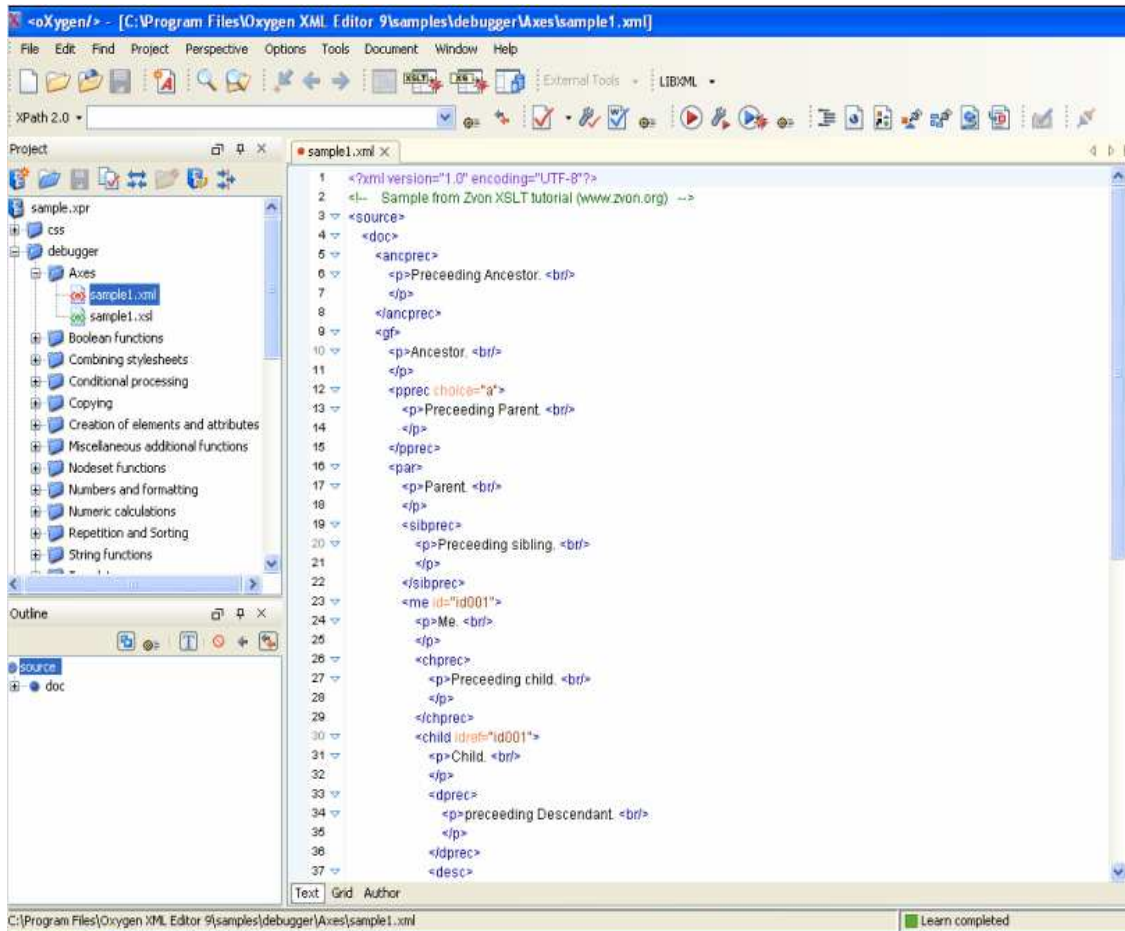 <oXygen/> - [C:\Program Files\Oxygen XML Editor 9\samples\debugger\Axes\sample1.xml]
File Edit Find Project Perspective Options Tools Document Window Help
External Tools LIBXML
XPath 2.0
Project
sample1.xml
sample.xpr
css
debugger
Axes
sample1.xml
sample1.xsl
Boolean functions
Combining stylesheets
Conditional processing
Copying
Creation of elements and attributes
Miscellaneous additional functions
Nodeset functions
Numbers and formatting
Numeric calculations
Repetition and Sorting
String functions
Outline
source
doc
1 <?xml version="1.0" encoding="UTF-8"?>
2 <!-- Sample from Zvon XSLT tutorial (www.zvon.org) -->
3 <source>
4 <doc>
5 <ancprec>
6 <p>Preceeding Ancestor. <br/>
7 </p>
8 </ancprec>
9 <gf>
10 <p>Ancestor. <br/>
11 </p>
12 <pprec choice="a">
13 <p>Preceeding Parent. <br/>
14 </p>
15 </pprec>
16 <par>
17 <p>Parent. <br/>
18 </p>
19 <sibprec>
20 <p>Preceeding sibling. <br/>
21 </p>
22 </sibprec>
23 <me id="id001">
24 <p>Me. <br/>
25 </p>
26 <chprec>
27 <p>Preceeding child. <br/>
28 </p>
29 </chprec>
30 <child idref="id001">
31 <p>Child. <br/>
32 </p>
33 <dprec>
34 <p>preceeding Descendant. <br/>
35 </p>
36 </dprec>
37 <desc>
Text Grid Author
C:\Program Files\Oxygen XML Editor 9\samples\debugger\Axes\sample1.xml
Learn completed